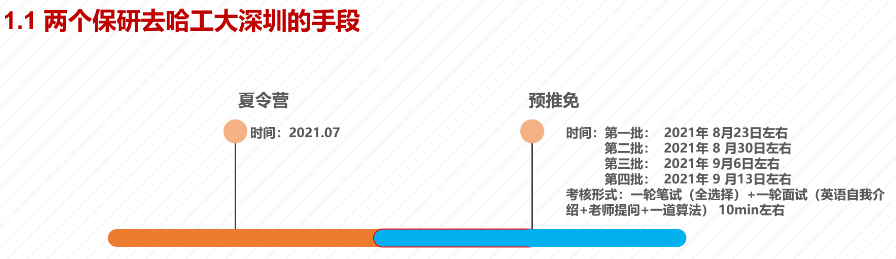 1.1 两个保研去哈工大深圳的手段
夏令营
预推免
时间：2021.07
时间：第一批： 2021年 8月23日左右
第二批： 2021年 8 月30日左右
第三批： 2021年 9月6日左右
第四批： 2021年 9 月13日左右
考核形式：一轮笔试（全选择）+一轮面试（英语自我介
绍+老师提问+一道算法） 10min左右